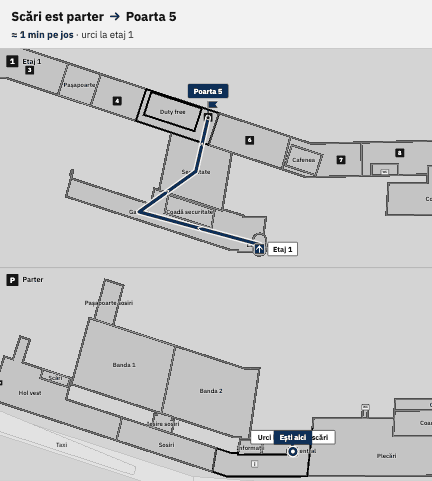 Scări est parter → Poarta 5
≈ 1 min pe jos · urci la etaj 1
1 Etaj 1
3
Pașapoarte
4
Duty free
Poarta 5
6
Cafenea
7
8
Coadă securitate
Etaj 1
P Parter
Pașapoarte sosiri
Banda 1
Banda 2
Scări
Hol vest
Ieșire sosiri
Sosiri
Taxi
Informații
Urci
Ești aici
scări
Plecări